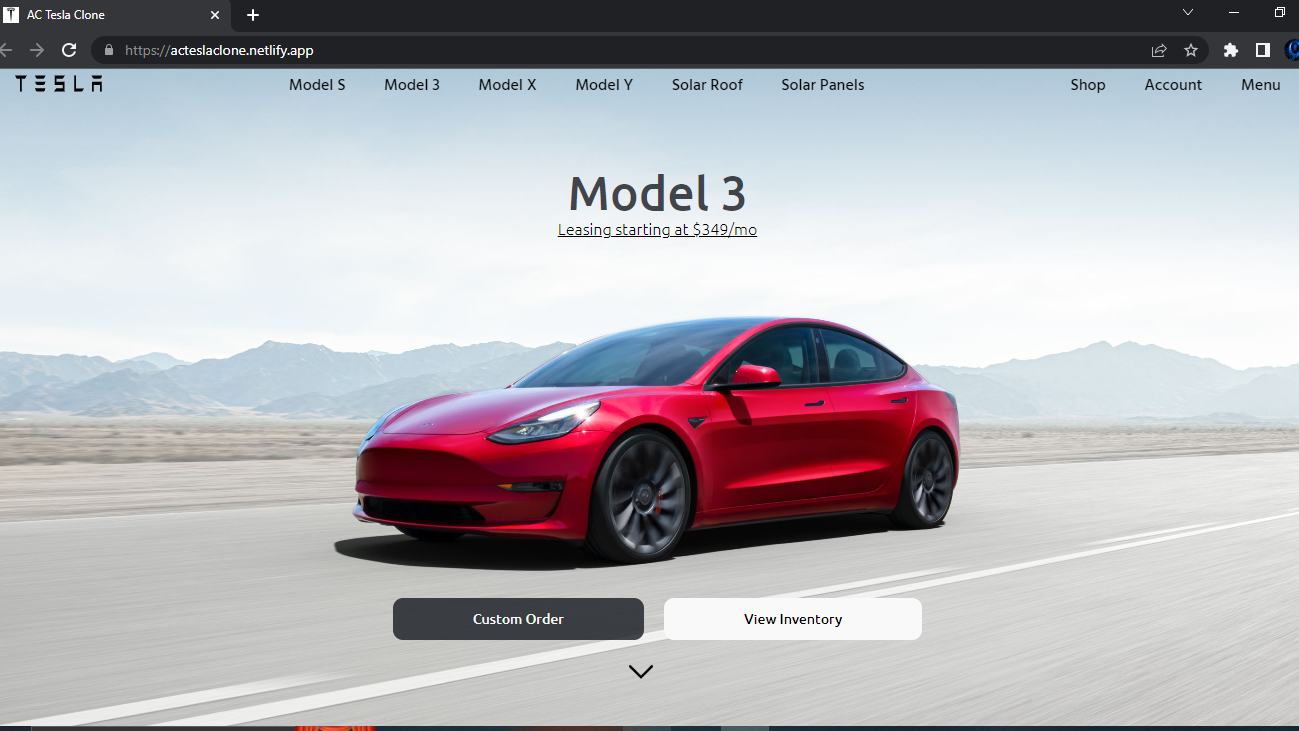 AC Tesla Clone
https://acteslaclone.netlify.app
TESLA Model S Model 3 Model X Model Y Solar Roof Solar Panels Shop Account Menu
Model 3
Leasing starting at $349/mo
Custom Order View Inventory